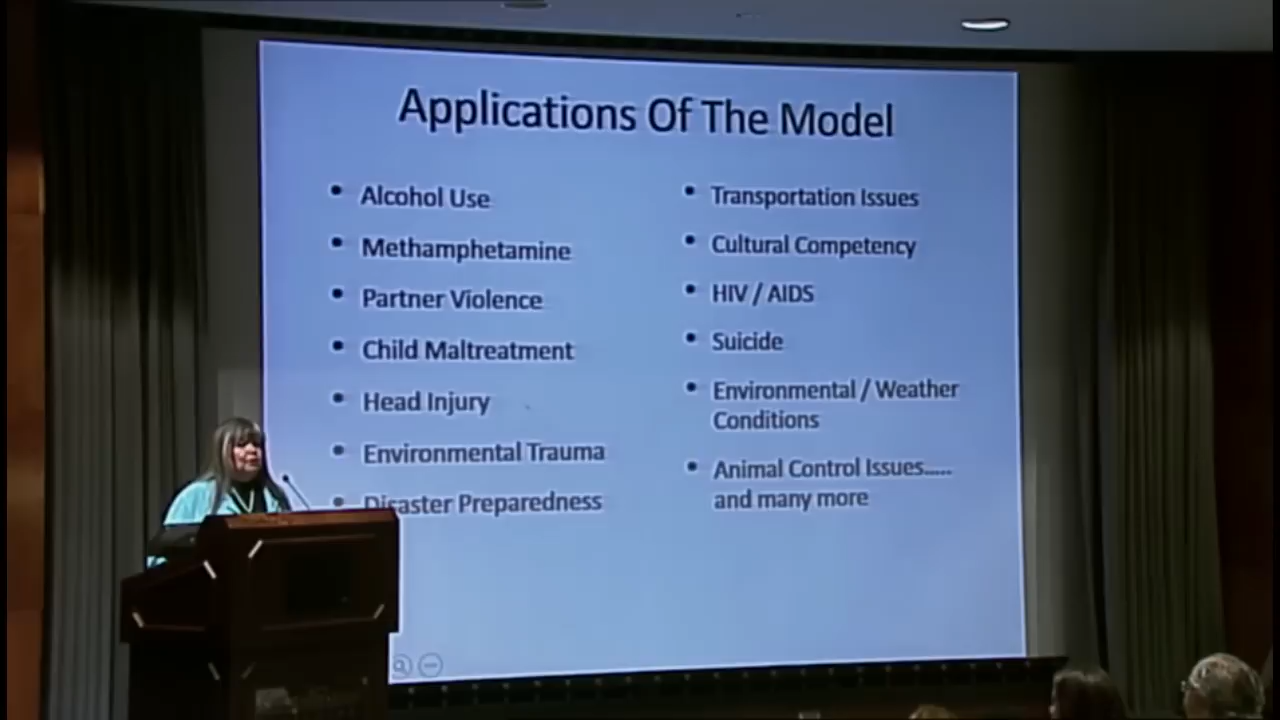 Applications Of The Model
Alcohol Use
Methamphetamine
Partner Violence
Child Maltreatment
Head Injury
Environmental Trauma
Disaster Preparedness
Transportation Issues
Cultural Competency
HIV / AIDS
Suicide
Environmental / Weather
Conditions
Animal Control Issues.....
and many more